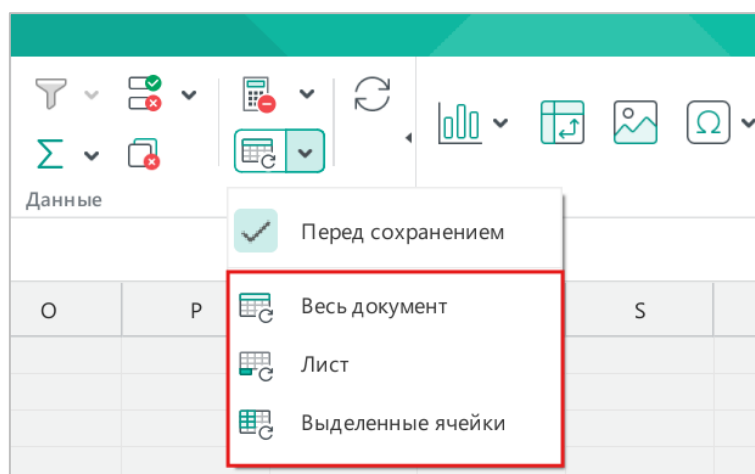 Данные
Перед сохранением
O P S
Весь документ
Лист
Выделенные ячейки